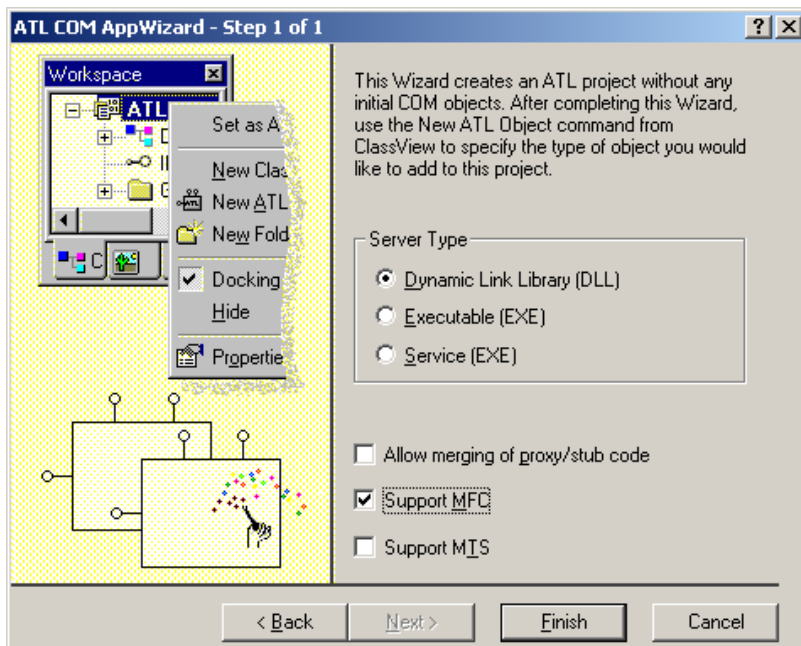 ATL COM AppWizard - Step 1 of 1
Workspace
ATL
Set as A
New Clas
New ATL
New Fold
Docking
Hide
Propertie
C
This Wizard creates an ATL project without any
initial COM objects. After completing this Wizard,
use the New ATL Object command from
ClassView to specify the type of object you would
like to add to this project.
Server Type
Dynamic Link Library (DLL)
Executable (EXE)
Service (EXE)
Allow merging of proxy/stub code
Support MFC
Support MTS
< Back
Next >
Finish
Cancel